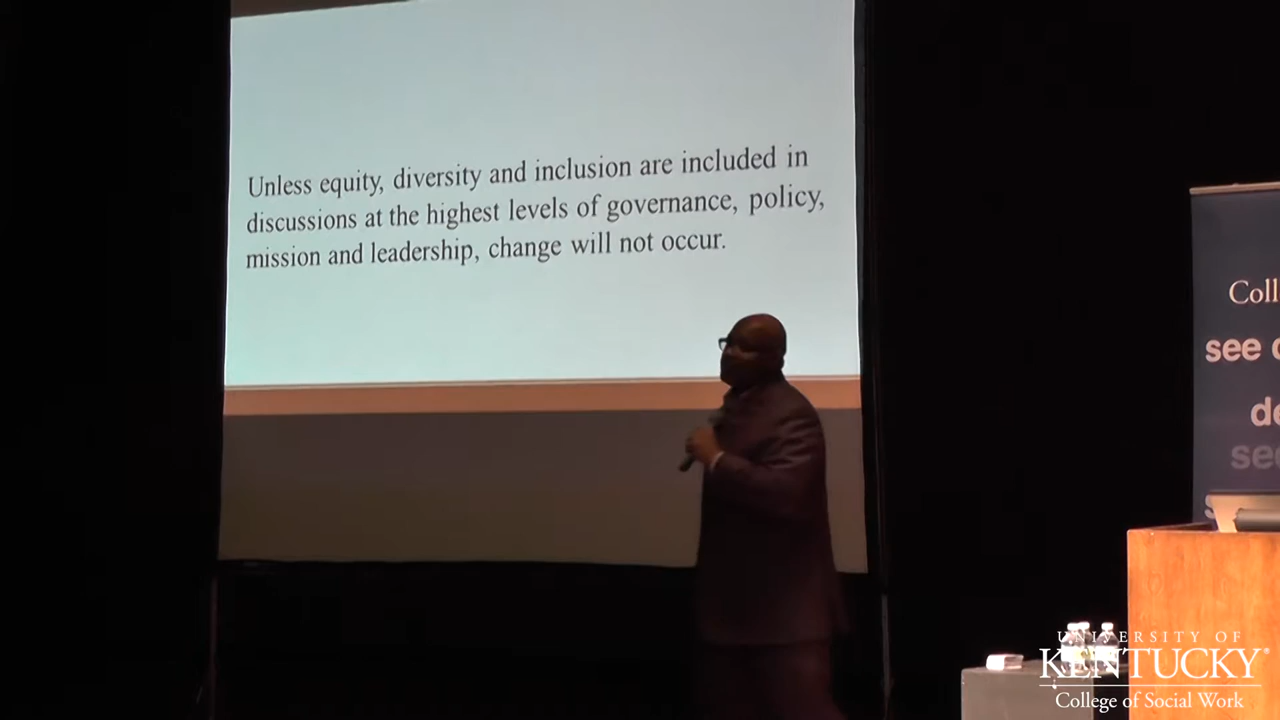 Unless equity, diversity and inclusion are included in
discussions at the highest levels of governance, policy,
mission and leadership, change will not occur.
Coll
see
de
see
UNIVERSITY OF
KENTUCKY®
College of Social Work